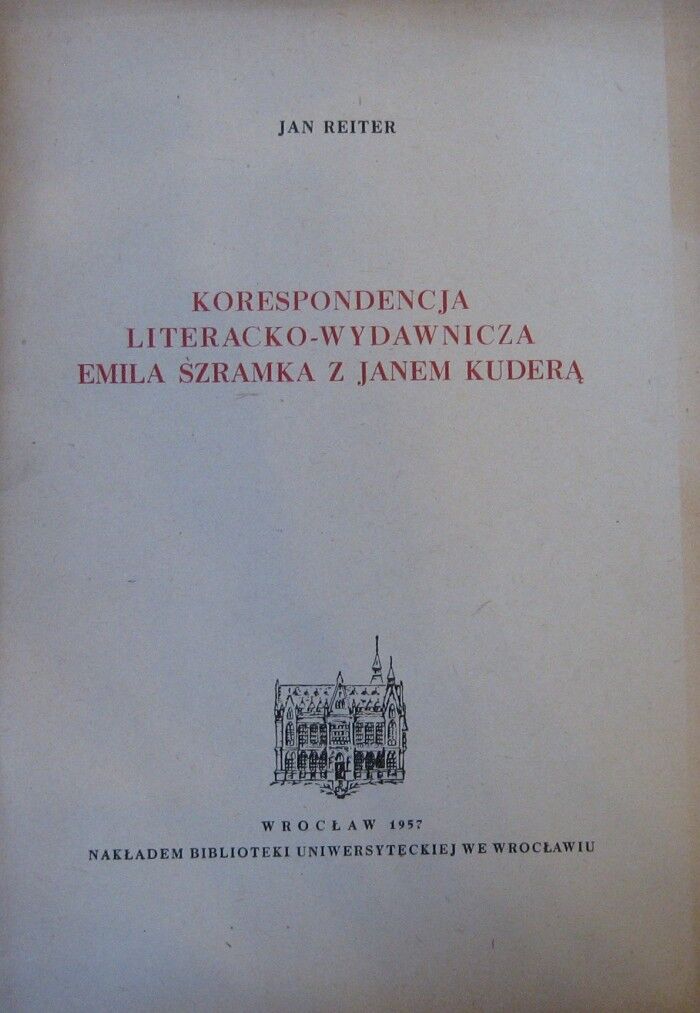 JAN REITER
KORESPONDENCJA
LITERACKO-WYDAWNICZA
EMILA SZRAMKA Z JANEM KUDERĄ
WROCŁAW 1957
NAKŁADEM BIBLIOTEKI UNIWERSYTECKIEJ WE WROCŁAWIU